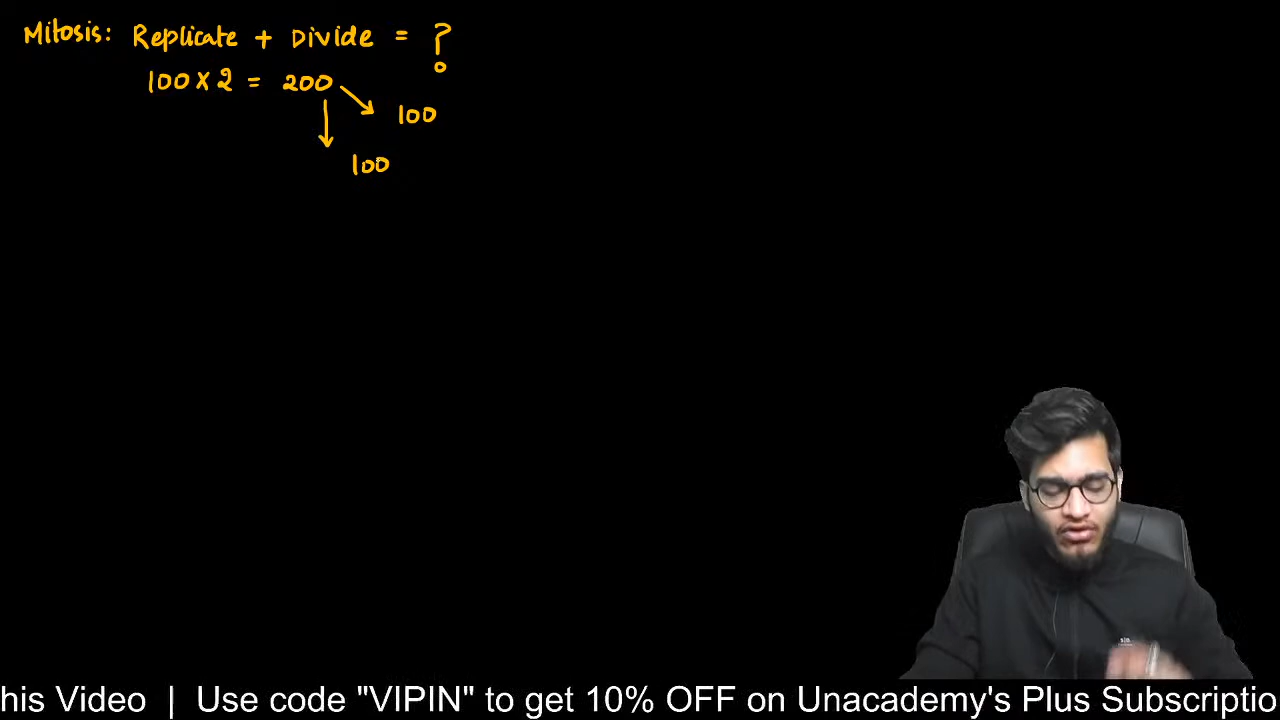 Mitosis: Replicate + Divide = ?
100 x 2 = 200
100
100
his Video | Use code "VIPIN" to get 10% OFF on Unacademy's Plus Subscriptio